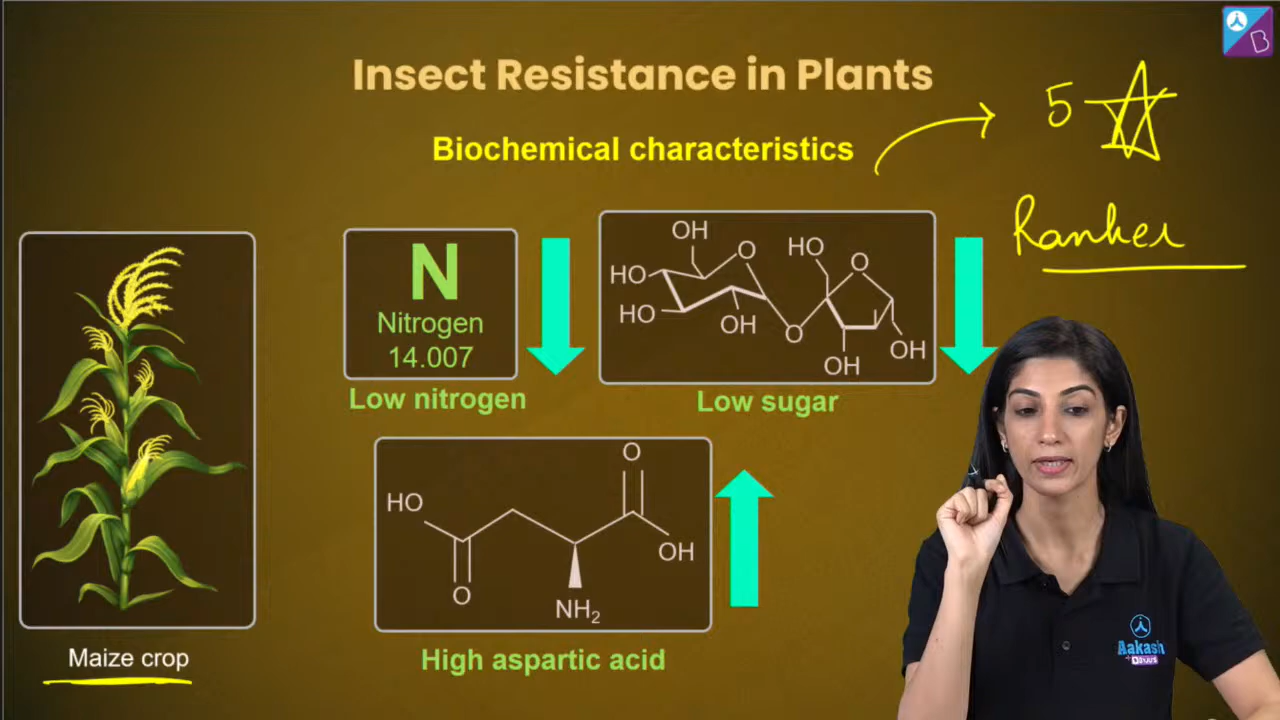 Insect Resistance in Plants
Biochemical characteristics
5
Ranker
N
Nitrogen
14.007
Low nitrogen
OH
O
HO
HO
OH
O
HO
O
OH
OH
Low sugar
HO
O
O
OH
NH₂
High aspartic acid
Maize crop
Aakash
BYJU'S
B